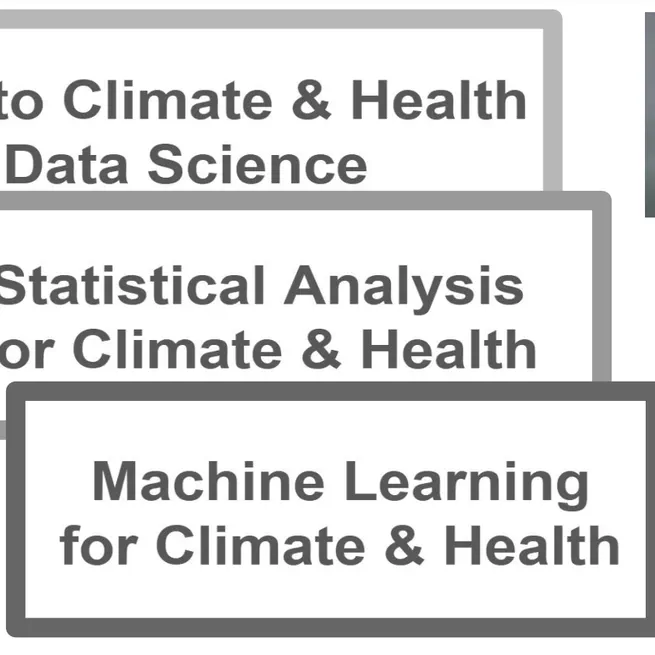 to Climate & Health
Data Science
Statistical Analysis
or Climate & Health
Machine Learning
for Climate & Health